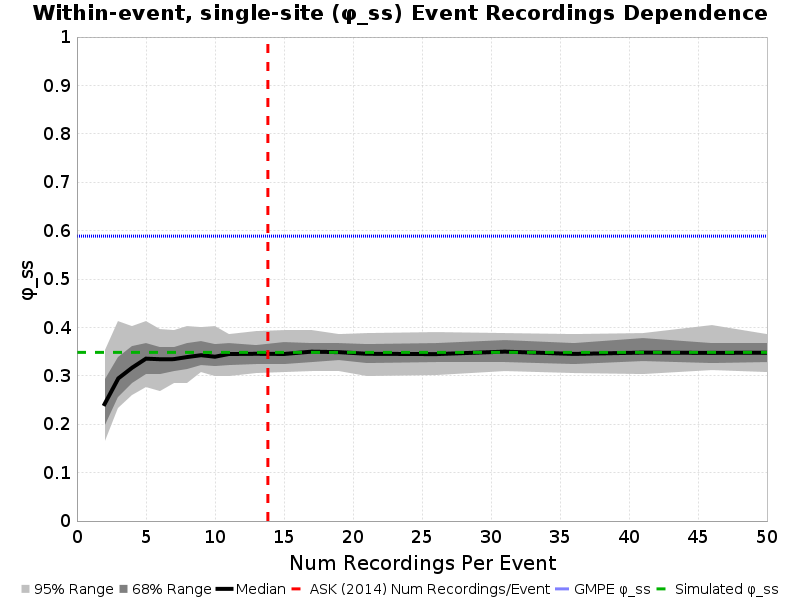 Within-event, single-site (φ_ss) Event Recordings Dependence
1
0.9
0.8
0.7
0.6
0.5
0.4
0.3
0.2
0.1
0
φ_ss
0 5 10 15 20 25 30 35 40 45 50
Num Recordings Per Event
95% Range 68% Range Median ASK (2014) Num Recordings/Event GMPE φ_ss Simulated φ_ss